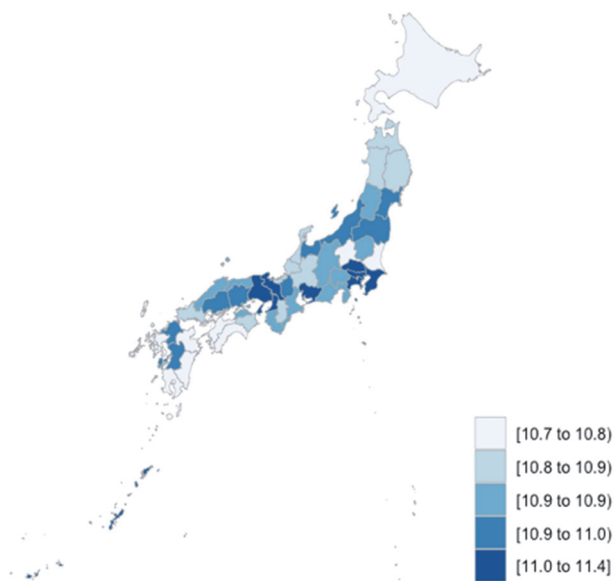 [10.7 to 10.8)
[10.8 to 10.9)
[10.9 to 10.9)
[10.9 to 11.0)
[11.0 to 11.4]